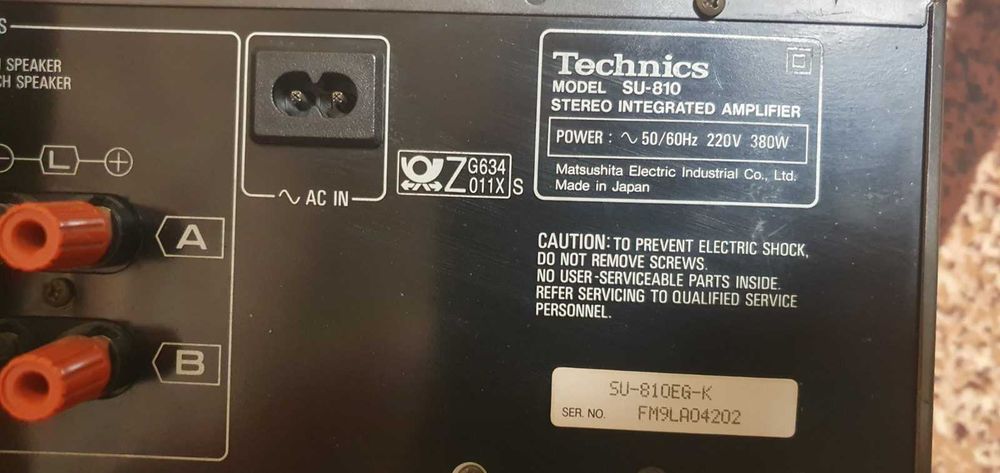 S
SPEAKER
CH SPEAKER
− L +
A
B
∿ AC IN
Z G634
011X S
Technics
MODEL SU-810
STEREO INTEGRATED AMPLIFIER
POWER : ∿ 50/60Hz 220V 380W
Matsushita Electric Industrial Co., Ltd.
Made in Japan
CAUTION: TO PREVENT ELECTRIC SHOCK,
DO NOT REMOVE SCREWS.
NO USER-SERVICEABLE PARTS INSIDE.
REFER SERVICING TO QUALIFIED SERVICE
PERSONNEL.
SU-810EG-K
SER. NO. FM9LA04202